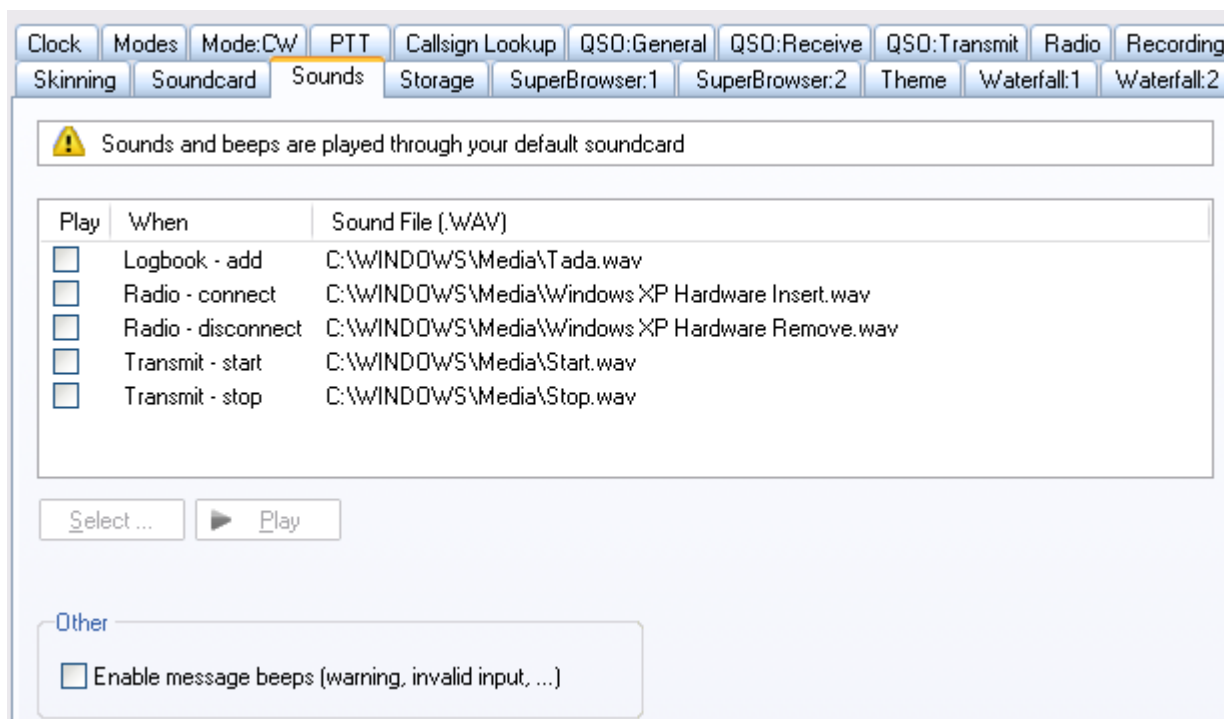 Clock Modes Mode:CW PTT Callsign Lookup QSO:General QSO:Receive QSO:Transmit Radio Recording
Skinning Soundcard Sounds Storage SuperBrowser:1 SuperBrowser:2 Theme Waterfall:1 Waterfall:2
Sounds and beeps are played through your default soundcard
Play When Sound File (.WAV)
Logbook - add C:\WINDOWS\Media\Tada.wav
Radio - connect C:\WINDOWS\Media\Windows XP Hardware Insert.wav
Radio - disconnect C:\WINDOWS\Media\Windows XP Hardware Remove.wav
Transmit - start C:\WINDOWS\Media\Start.wav
Transmit - stop C:\WINDOWS\Media\Stop.wav
Select ... Play
Other
Enable message beeps (warning, invalid input, ...)